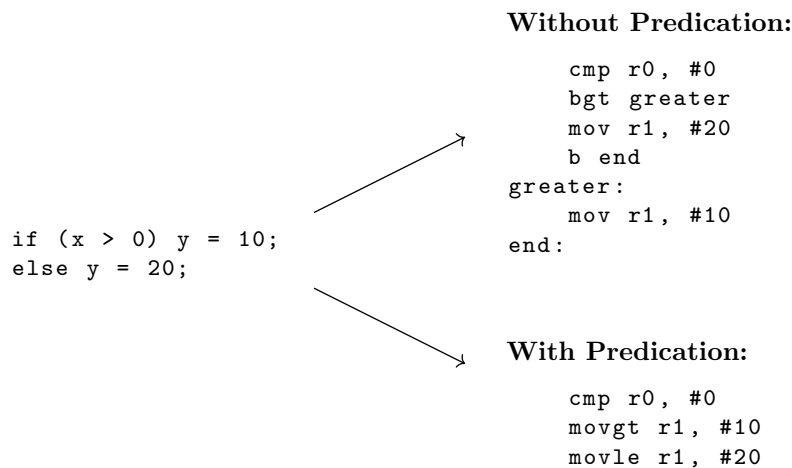 if (x > 0) y = 10;
else y = 20;
Without Predication:
cmp r0, #0
bgt greater
mov r1, #20
b end
greater:
mov r1, #10
end:
With Predication:
cmp r0, #0
movgt r1, #10
movle r1, #20